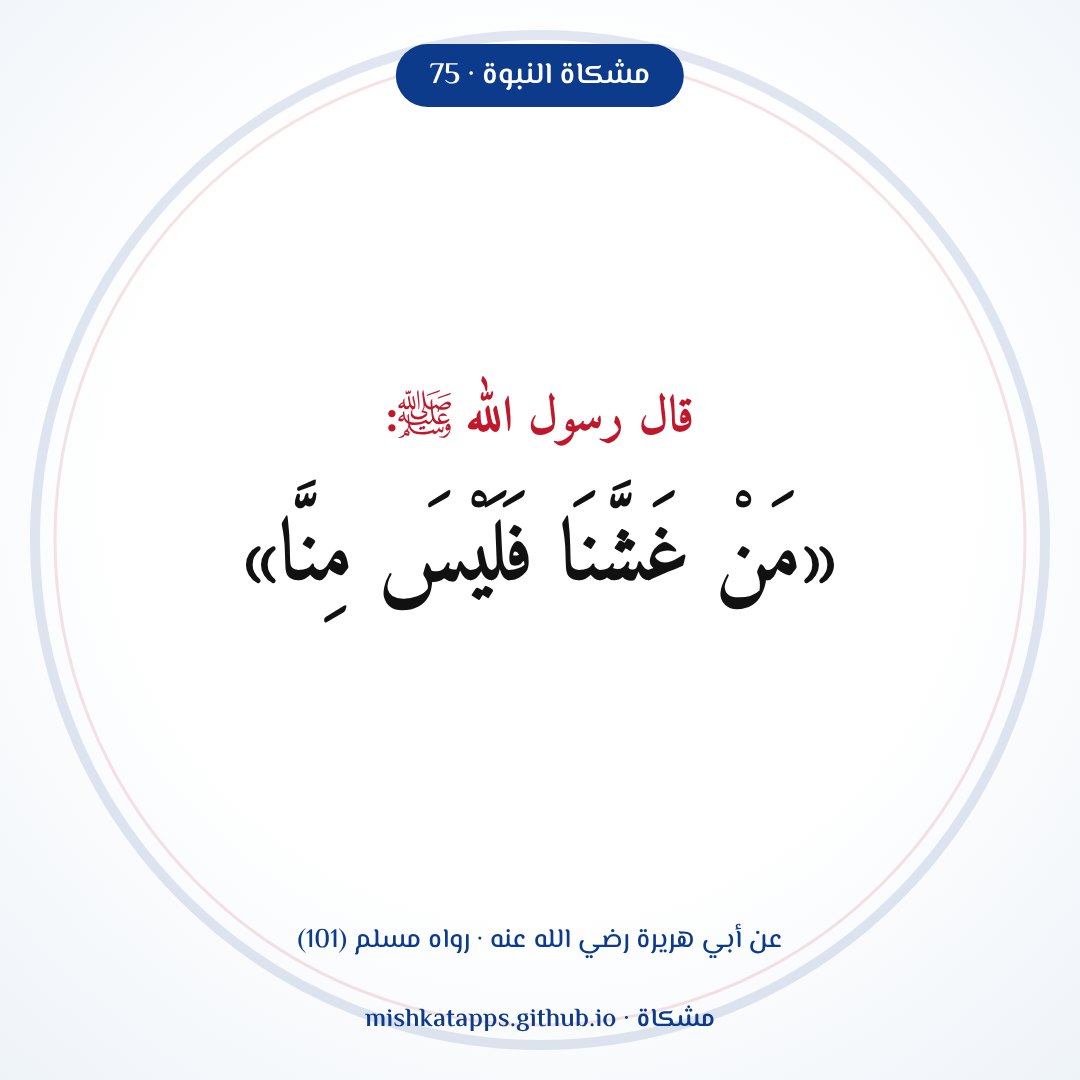 مشكاة النبوة · 75
قال رسول الله ﷺ:
«مَنْ غَشَّنَا فَلَيْسَ مِنَّا»
عن أبي هريرة رضي الله عنه · رواه مسلم (101)
مشكاة · mishkatapps.github.io